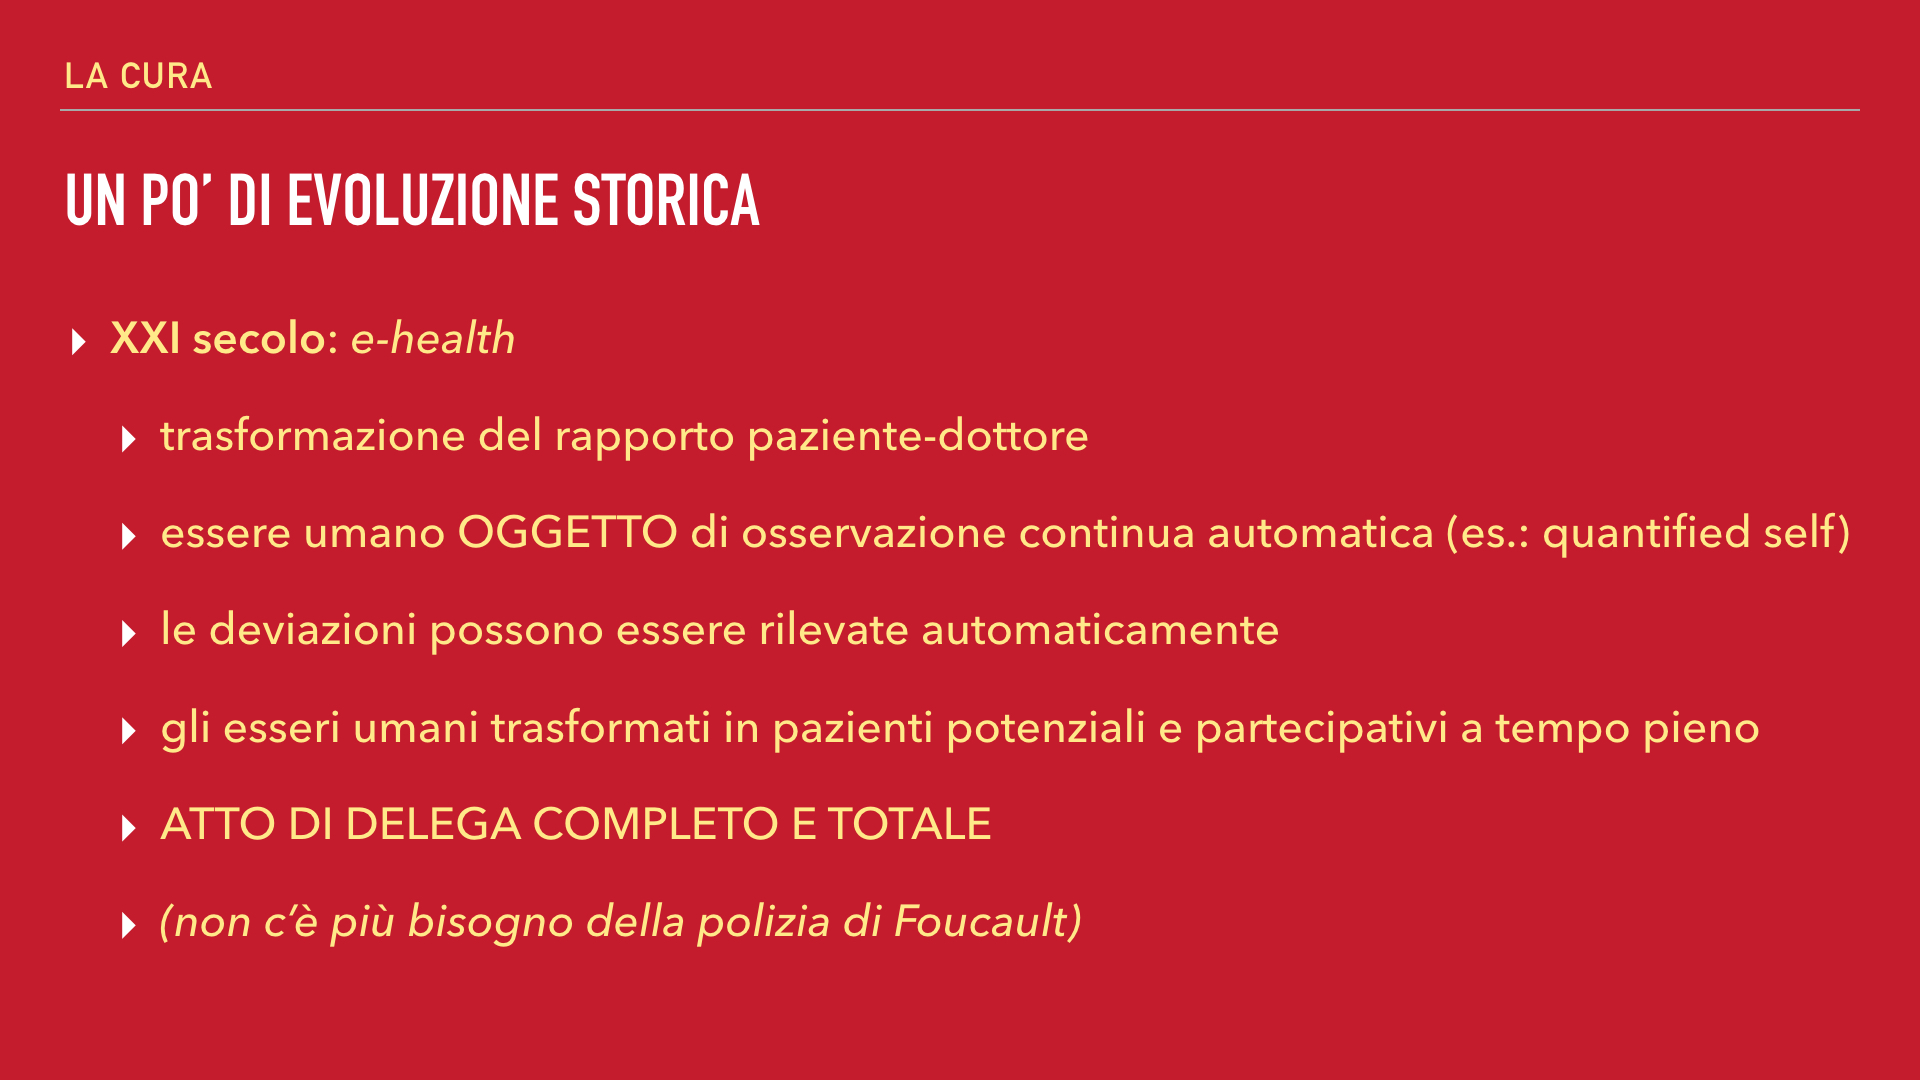 LA CURA
UN PO’ DI EVOLUZIONE STORICA
XXI secolo: e-health
trasformazione del rapporto paziente-dottore
essere umano OGGETTO di osservazione continua automatica (es.: quantified self)
le deviazioni possono essere rilevate automaticamente
gli esseri umani trasformati in pazienti potenziali e partecipativi a tempo pieno
ATTO DI DELEGA COMPLETO E TOTALE
(non c’è più bisogno della polizia di Foucault)